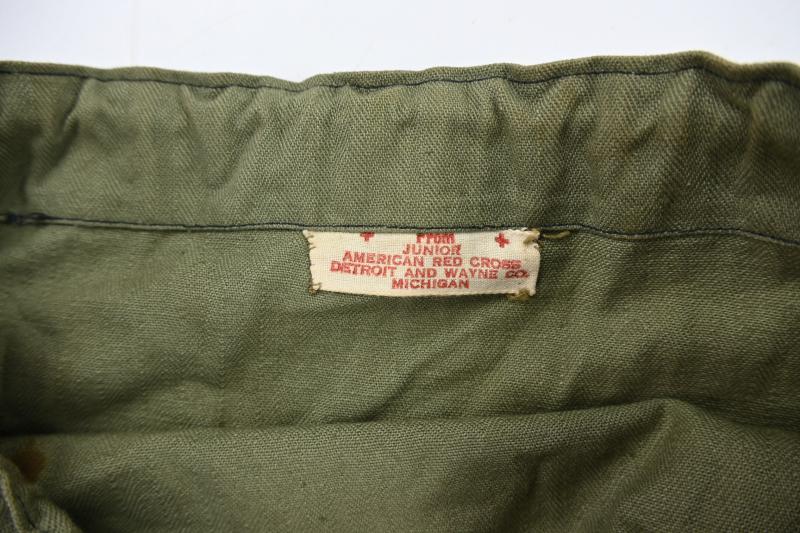 From
JUNIOR
AMERICAN RED CROSS
DETROIT AND WAYNE CO.
MICHIGAN